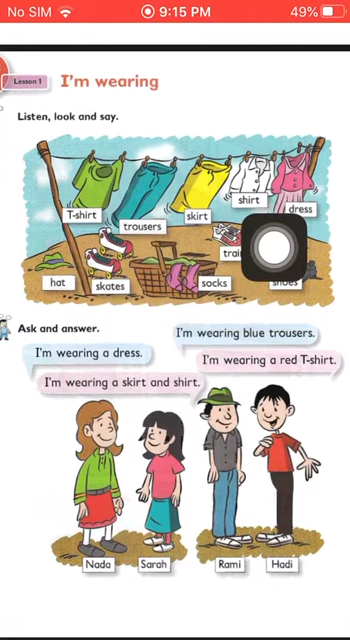 No SIM 9:15 PM 49%
Lesson 1 I'm wearing
Listen, look and say.
T-shirt
trousers
skirt
shirt
dress
hat
skates
socks
shoes
Ask and answer.
I'm wearing blue trousers.
I'm wearing a dress.
I'm wearing a red T-shirt.
I'm wearing a skirt and shirt.
Nada Sarah Rami Hadi